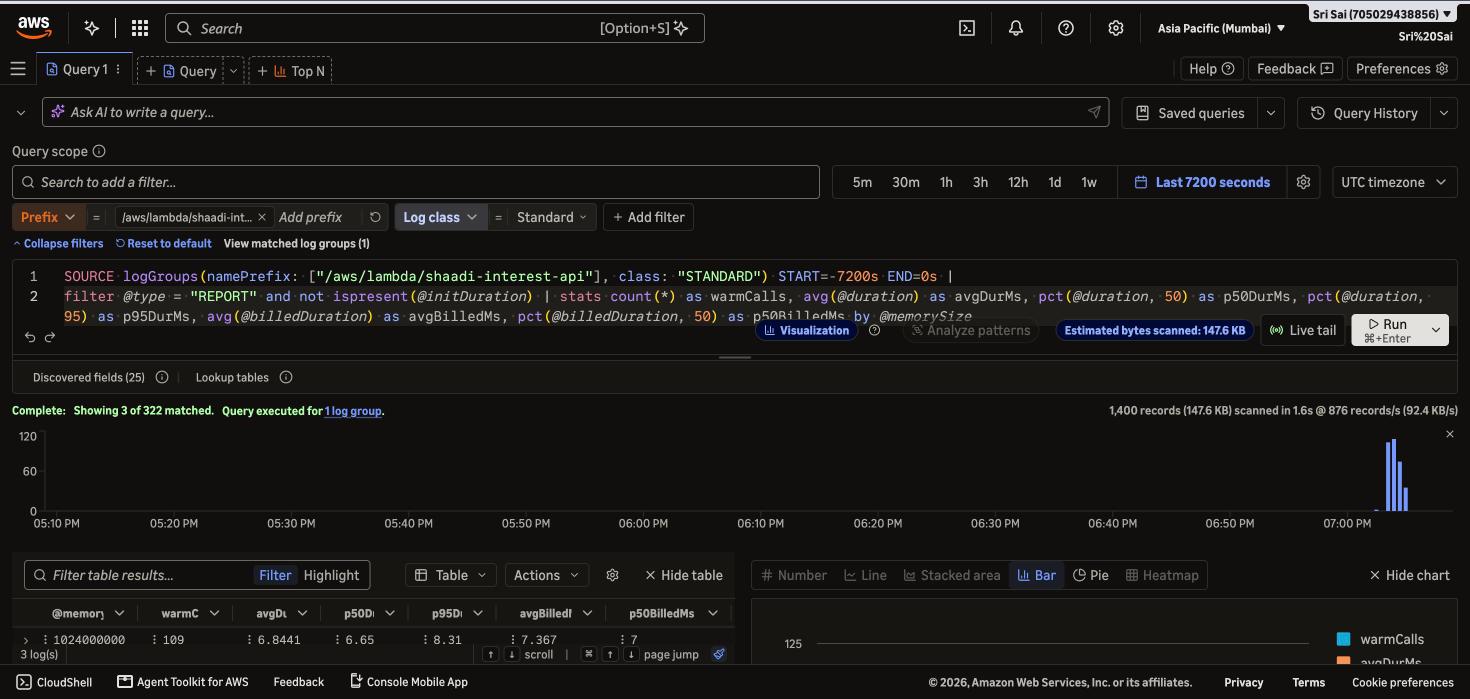 aws
Search [Option+S]
Asia Pacific (Mumbai)
Sri Sai (705029438856)
Sri%20Sai
Query 1
+ Query
+ Top N
Help
Feedback
Preferences
Ask AI to write a query...
Saved queries
Query History
Query scope
Search to add a filter...
5m 30m 1h 3h 12h 1d 1w Last 7200 seconds
UTC timezone
Prefix = /aws/lambda/shaadi-int... Add prefix
Log class = Standard
+ Add filter
Collapse filters Reset to default View matched log groups (1)
1 SOURCE logGroups(namePrefix: ["/aws/lambda/shaadi-interest-api"], class: "STANDARD") START=-7200s END=0s |
2 filter @type = "REPORT" and not ispresent(@initDuration) | stats count(*) as warmCalls, avg(@duration) as avgDurMs, pct(@duration, 50) as p50DurMs, pct(@duration,
95) as p95DurMs, avg(@billedDuration) as avgBilledMs, pct(@billedDuration, 50) as p50BilledMs by @memorySize
Visualization
Analyze patterns
Estimated bytes scanned: 147.6 KB
Live tail
Run
⌘+Enter
Discovered fields (25)
Lookup tables
Complete: Showing 3 of 322 matched. Query executed for 1 log group.
1,400 records (147.6 KB) scanned in 1.6s @ 876 records/s (92.4 KB/s)
120
60
0
05:10 PM 05:20 PM 05:30 PM 05:40 PM 05:50 PM 06:00 PM 06:10 PM 06:20 PM 06:30 PM 06:40 PM 06:50 PM 07:00 PM
Filter table results... Filter Highlight
Table
Actions
Hide table
Number Line Stacked area Bar Pie Heatmap
Hide chart
@memory warmC avgDu p50Du p95Du avgBilledM p50BilledMs
1024000000 109 6.8441 6.65 8.31 7.367 7
3 log(s)
↑ ↓ scroll | ⌘ ↑ ↓ page jump
125
warmCalls
avgDurMs
CloudShell
Agent Toolkit for AWS
Feedback
Console Mobile App
© 2026, Amazon Web Services, Inc. or its affiliates.
Privacy
Terms
Cookie preferences